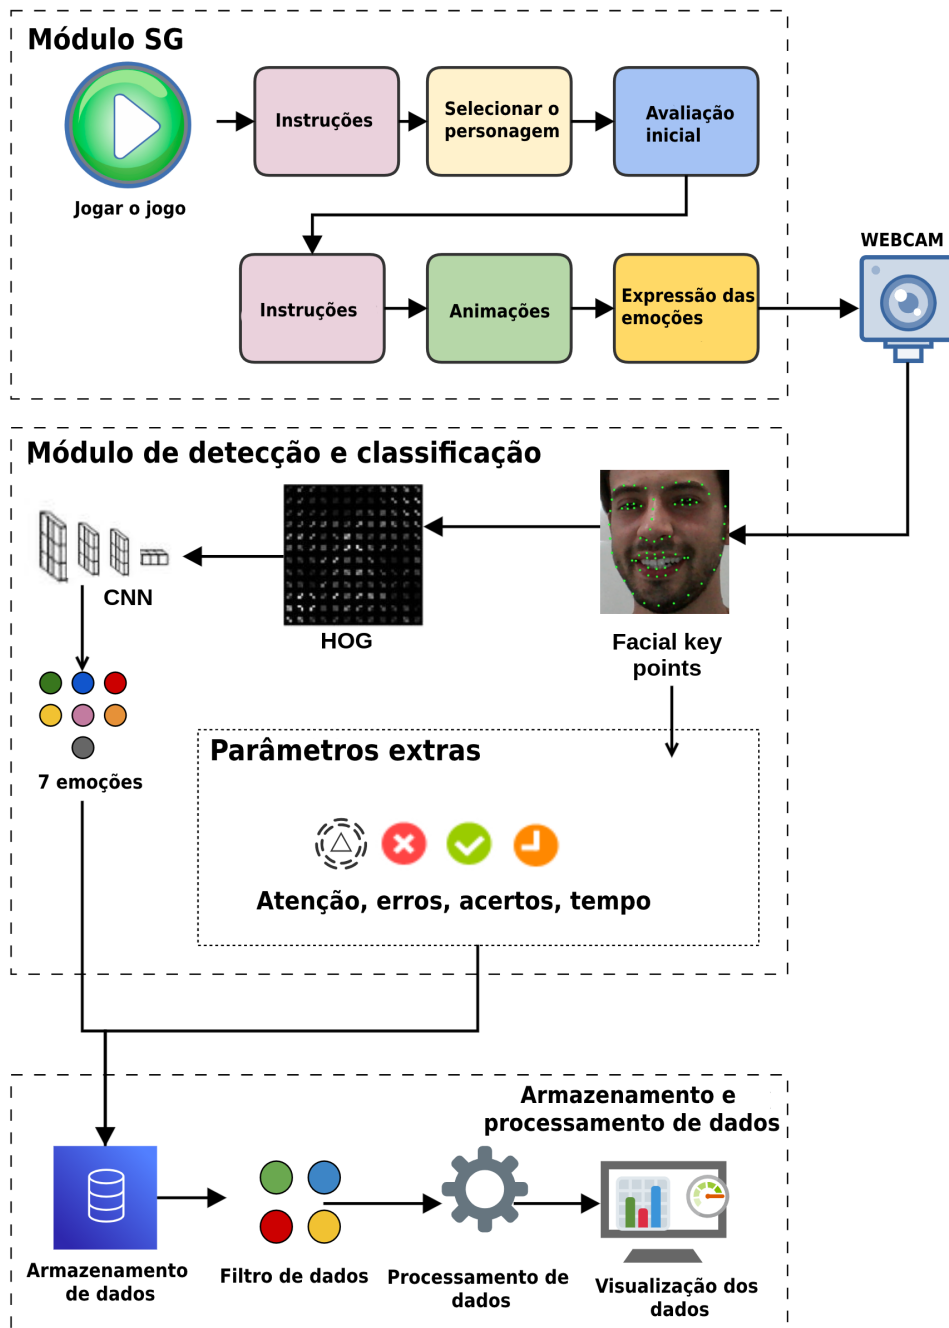 Módulo SG
Jogar o jogo
Instruções
Selecionar o
personagem
Avaliação
inicial
Instruções
Animações
Expressão das
emoções
WEBCAM
Módulo de detecção e classificação
CNN
HOG
Facial key
points
7 emoções
Parâmetros extras
Atenção, erros, acertos, tempo
Armazenamento e
processamento de dados
Armazenamento
de dados
Filtro de dados
Processamento de
dados
Visualização dos
dados